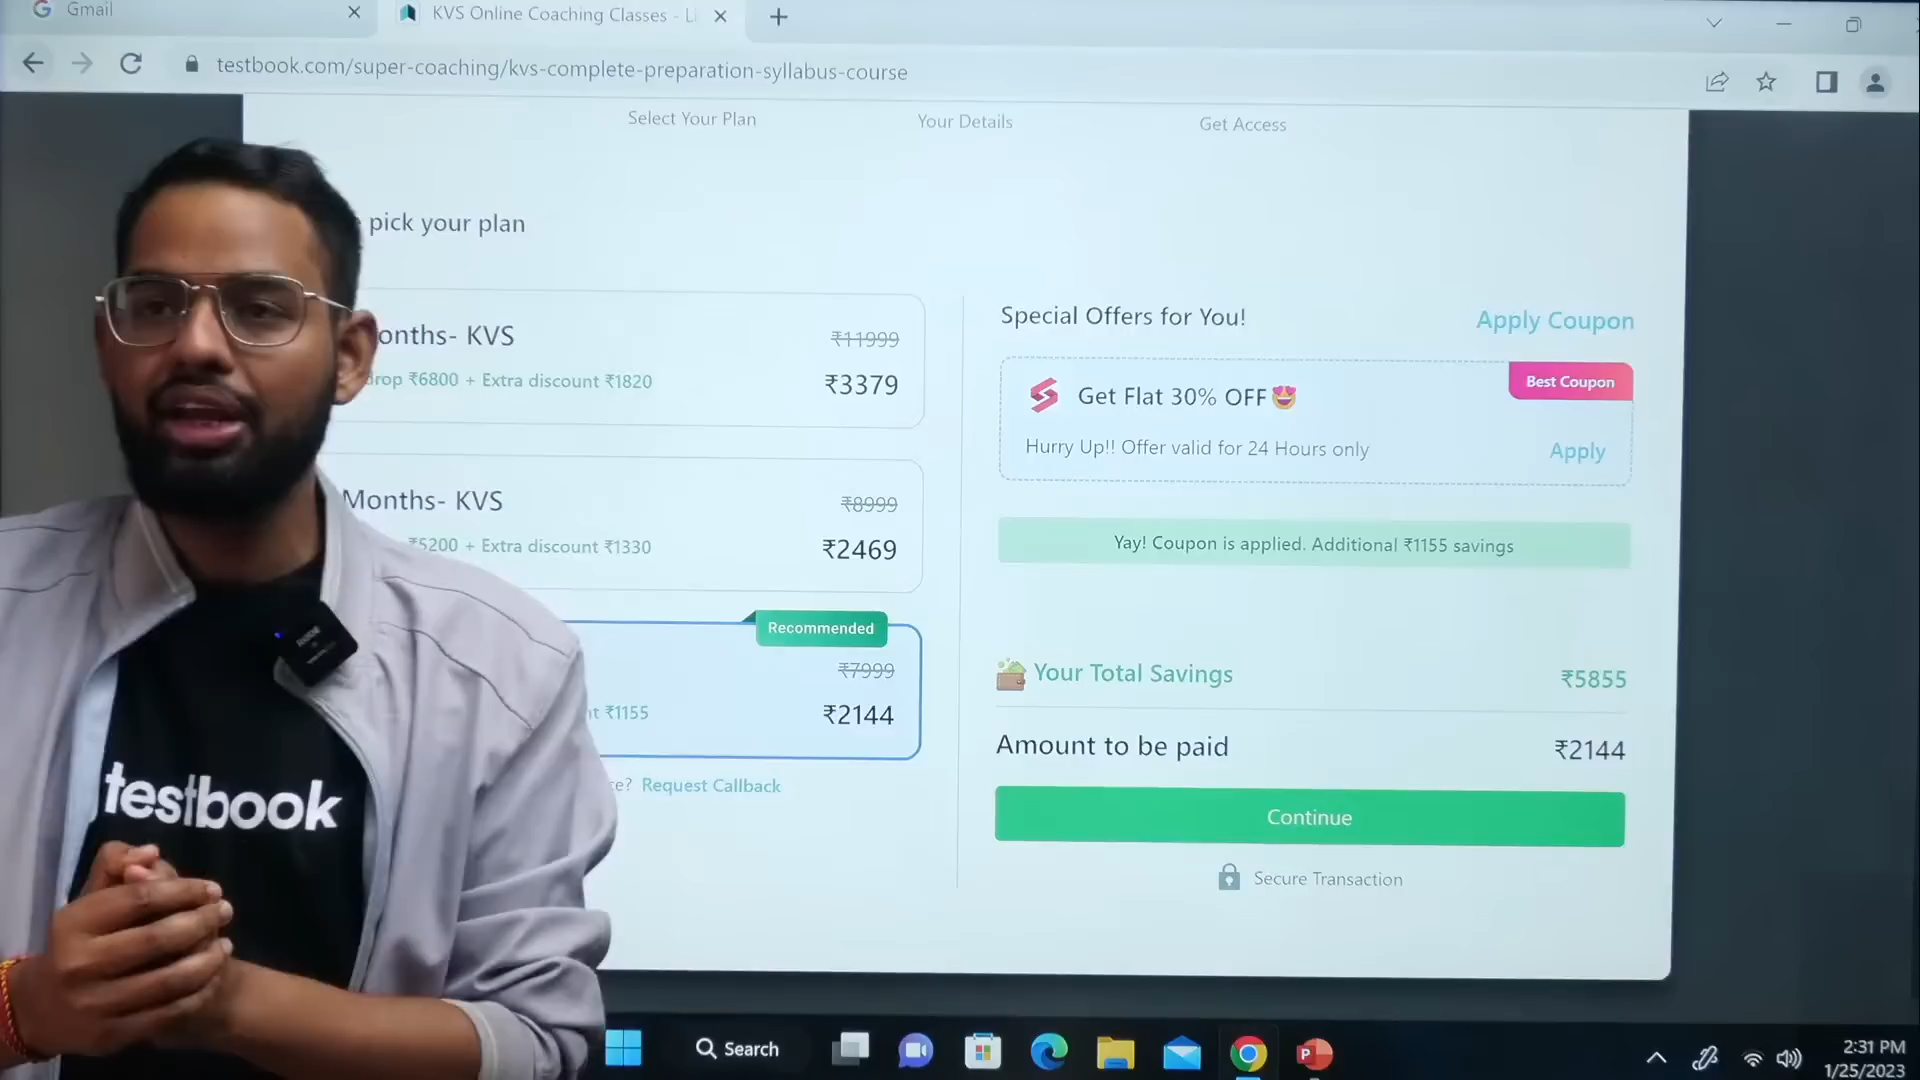 Gmail
KVS Online Coaching Classes - Li
testbook.com/super-coaching/kvs-complete-preparation-syllabus-course
Select Your Plan
Your Details
Get Access
pick your plan
onths- KVS
₹11999
drop ₹6800 + Extra discount ₹1820
₹3379
Months- KVS
₹8999
₹5200 + Extra discount ₹1330
₹2469
Recommended
₹7999
nt ₹1155
₹2144
ce? Request Callback
Special Offers for You!
Apply Coupon
Best Coupon
Get Flat 30% OFF
Hurry Up!! Offer valid for 24 Hours only
Apply
Yay! Coupon is applied. Additional ₹1155 savings
Your Total Savings
₹5855
Amount to be paid
₹2144
Continue
Secure Transaction
testbook
Search
2:31 PM
1/25/2023